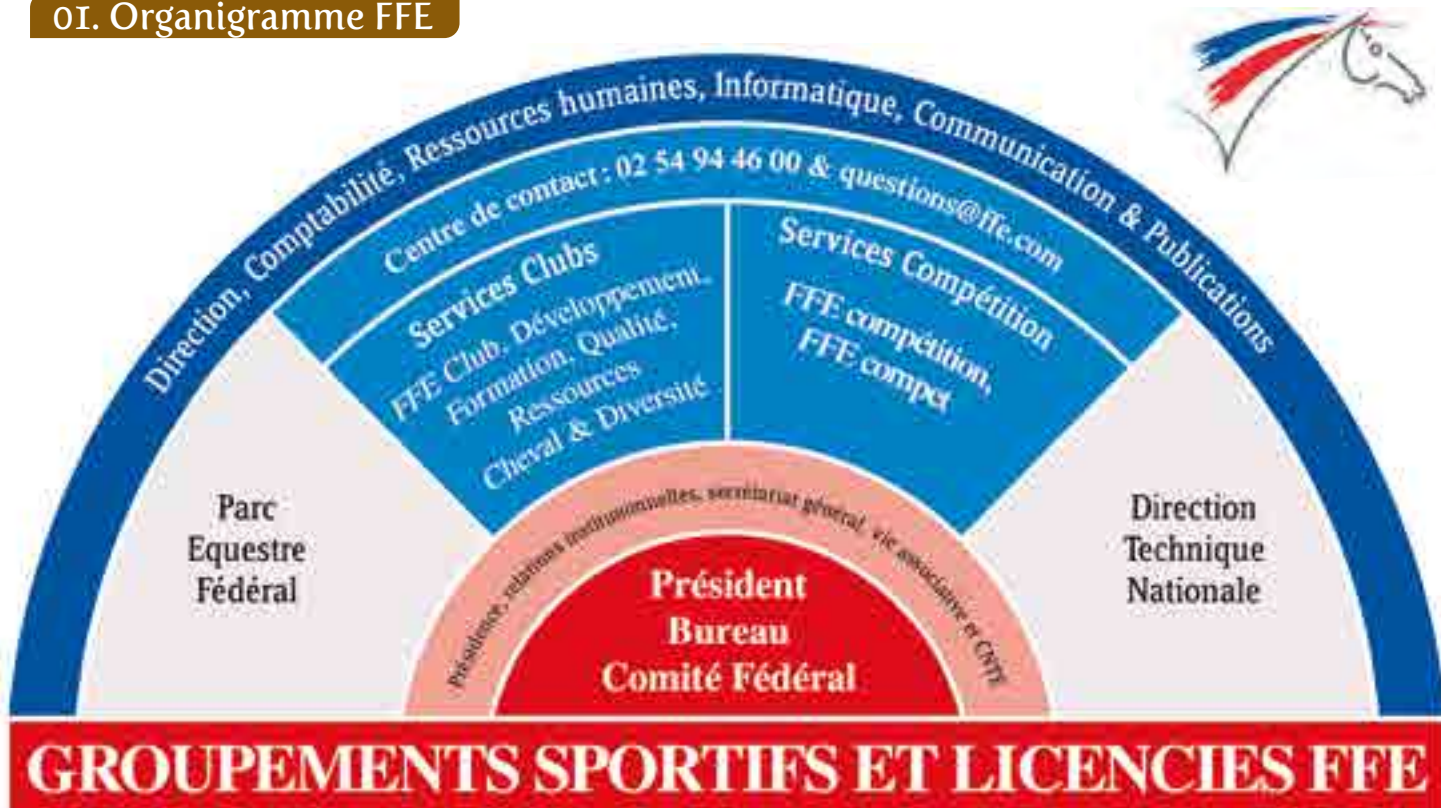 01. Organigramme FFE
Direction, Comptabilité, Ressources humaines, Informatique, Communication & Publications
Centre de contact : 02 54 94 46 00 & questions@ffe.com
Services Clubs
FFE Club, Développement,
Formation, Qualité,
Ressources
Cheval & Diversité
Services Compétition
FFE compétition,
FFE compet
Parc
Equestre
Fédéral
Direction
Technique
Nationale
Présidence, relations institutionnelles, secrétariat général, vie associative et CNTE
Président
Bureau
Comité Fédéral
GROUPEMENTS SPORTIFS ET LICENCIES FFE